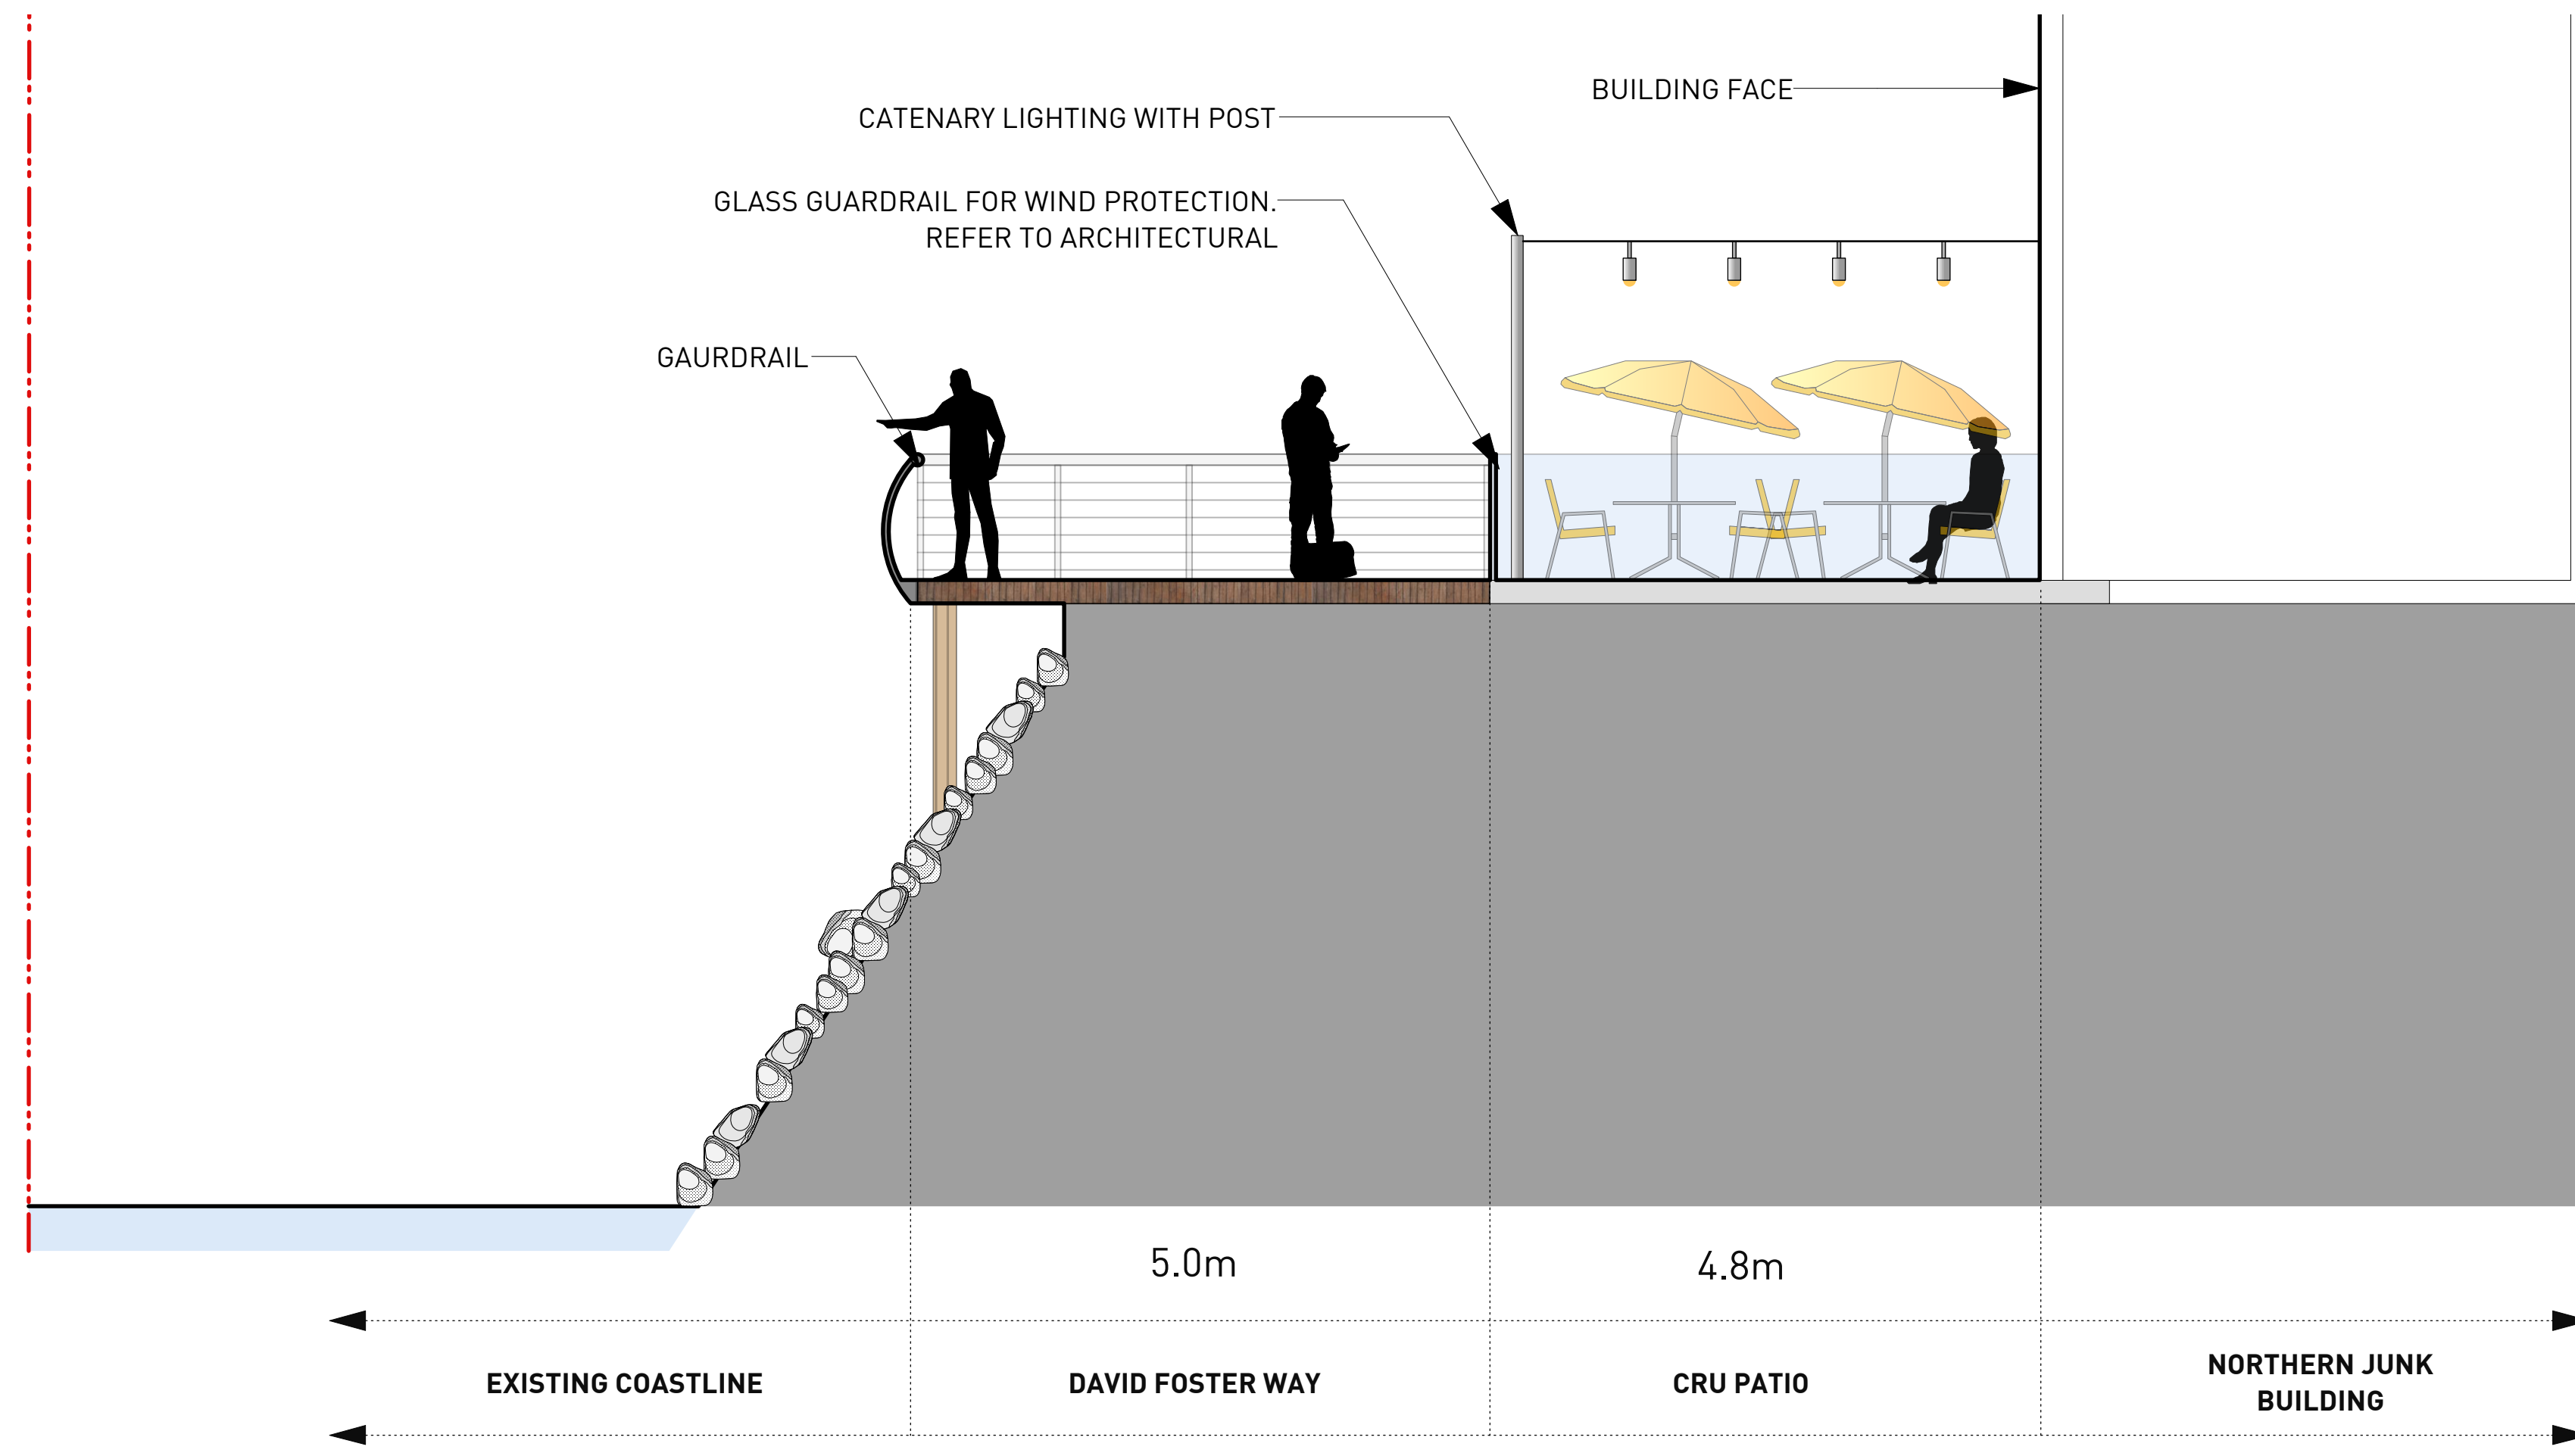 BUILDING FACE
CATENARY LIGHTING WITH POST
GLASS GUARDRAIL FOR WIND PROTECTION.
REFER TO ARCHITECTURAL
GAURDRAIL
5.0m
4.8m
EXISTING COASTLINE
DAVID FOSTER WAY
CRU PATIO
NORTHERN JUNK
BUILDING